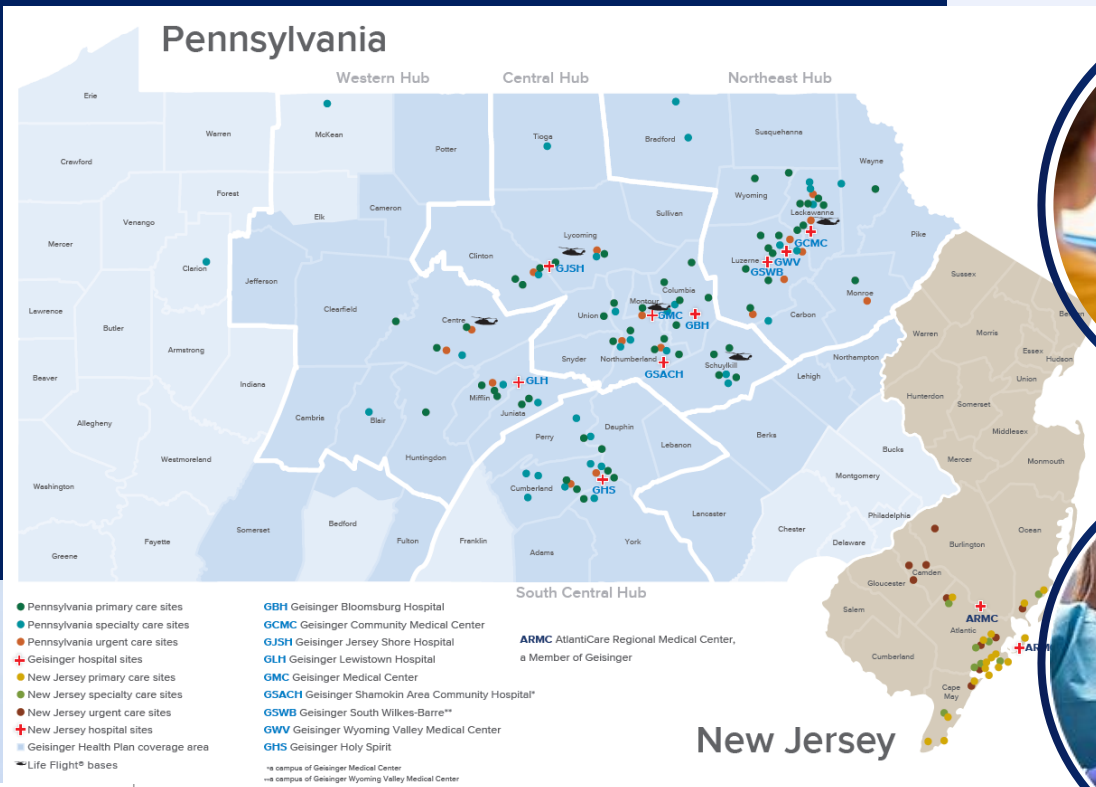 Pennsylvania
Western Hub
Central Hub
Northeast Hub
Erie
Warren
McKean
Potter
Tioga
Bradford
Susquehanna
Wayne
Crawford
Forest
Elk
Cameron
Wyoming
Lackawanna
Sullivan
Venango
Mercer
Clarion
Jefferson
Clinton
Lycoming
GJSH
GCMC
Luzerne
GWV
GSWB
Pike
Sussex
Lawrence
Butler
Clearfield
Centre
Union
Montour
Columbia
GMC
GBH
Carbon
Monroe
Warren
Morris
Essex
Hudson
Armstrong
Beaver
Indiana
Snyder
Northumberland
GSACH
Schuylkill
Northampton
Lehigh
Union
Hunterdon
Somerset
GLH
Mifflin
Juniata
Allegheny
Cambria
Blair
Perry
Dauphin
Lebanon
Berks
Bucks
Middlesex
Westmoreland
Huntingdon
Mercer
Monmouth
Washington
Cumberland
GHS
Montgomery
Lancaster
Philadelphia
Somerset
Bedford
Greene
Fayette
Fulton
Franklin
Adams
York
Chester
Delaware
Burlington
Ocean
Camden
Gloucester
South Central Hub
Salem
ARMC
Atlantic
ARMC
Cumberland
Cape
May
New Jersey
Pennsylvania primary care sites
Pennsylvania specialty care sites
Pennsylvania urgent care sites
Geisinger hospital sites
New Jersey primary care sites
New Jersey specialty care sites
New Jersey urgent care sites
New Jersey hospital sites
Geisinger Health Plan coverage area
Life Flight® bases
GBH Geisinger Bloomsburg Hospital
GCMC Geisinger Community Medical Center
GJSH Geisinger Jersey Shore Hospital
GLH Geisinger Lewistown Hospital
GMC Geisinger Medical Center
GSACH Geisinger Shamokin Area Community Hospital*
GSWB Geisinger South Wilkes-Barre**
GWV Geisinger Wyoming Valley Medical Center
GHS Geisinger Holy Spirit
*a campus of Geisinger Medical Center
**a campus of Geisinger Wyoming Valley Medical Center
ARMC AtlantiCare Regional Medical Center,
a Member of Geisinger